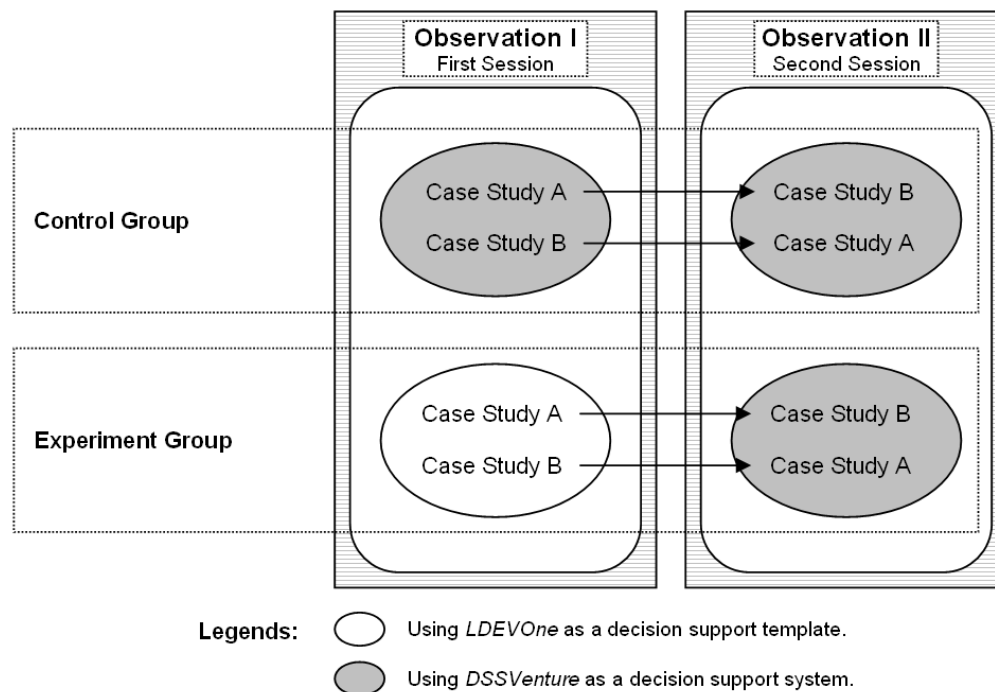 Observation I
First Session
Observation II
Second Session
Control Group
Case Study A
Case Study B
Case Study B
Case Study A
Experiment Group
Case Study A
Case Study B
Case Study B
Case Study A
Legends:
Using LDEVOne as a decision support template.
Using DSSVenture as a decision support system.